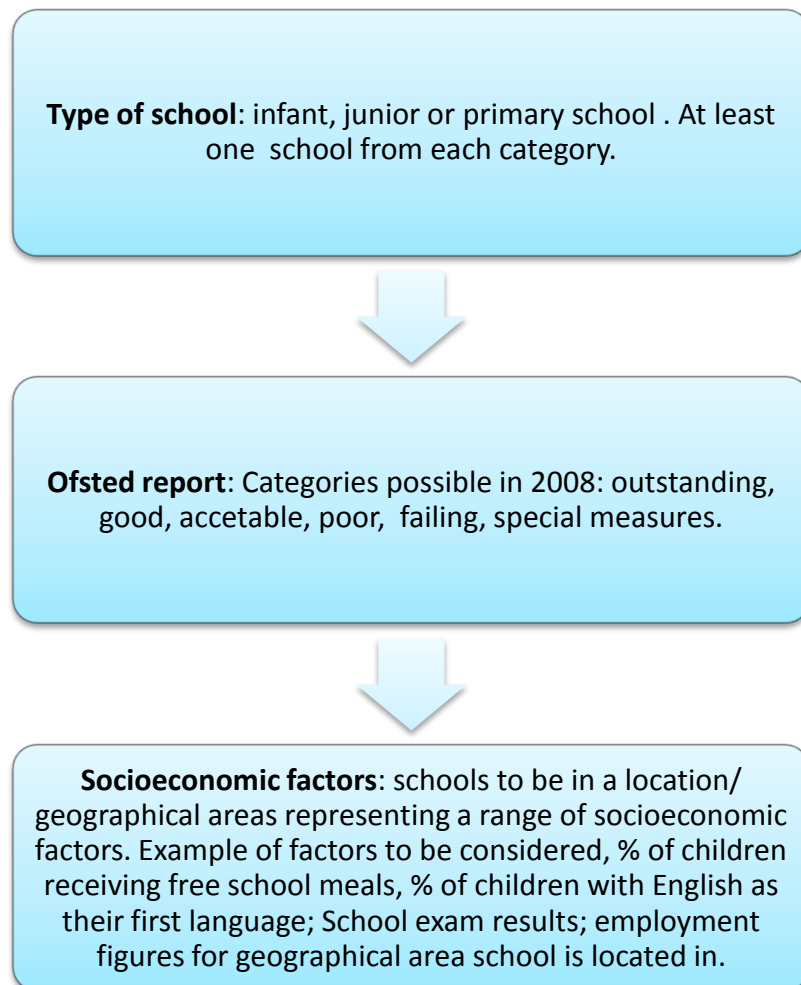 Type of school: infant, junior or primary school . At least
one  school from each category.
Ofsted report: Categories possible in 2008: outstanding,
good, accetable, poor,  failing, special measures.
Socioeconomic factors: schools to be in a location/
geographical areas representing a range of socioeconomic
factors. Example of factors to be considered, % of children
receiving free school meals, % of children with English as
their first language; School exam results; employment
figures for geographical area school is located in.